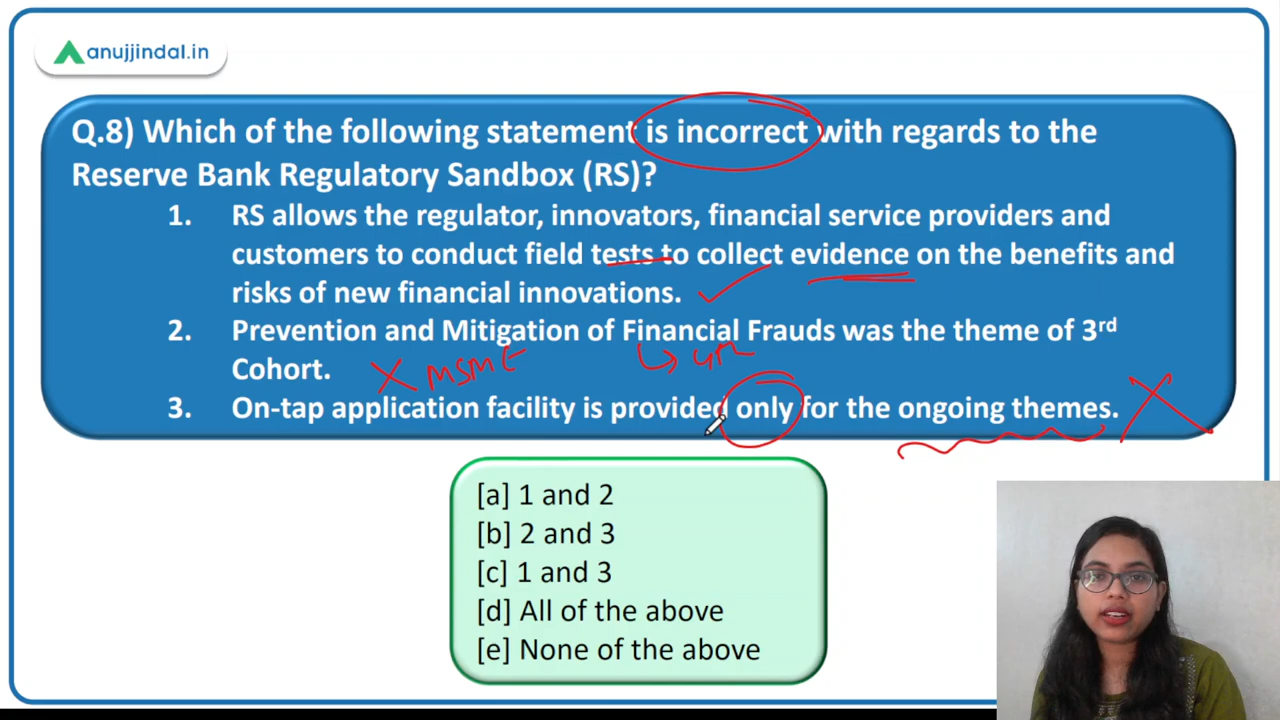 anujjindal.in
Q.8) Which of the following statement is incorrect with regards to the
Reserve Bank Regulatory Sandbox (RS)?
1. RS allows the regulator, innovators, financial service providers and
customers to conduct field tests to collect evidence on the benefits and
risks of new financial innovations.
2. Prevention and Mitigation of Financial Frauds was the theme of 3rd
Cohort.
MSME
4th
3. On-tap application facility is provided only for the ongoing themes.
[a] 1 and 2
[b] 2 and 3
[c] 1 and 3
[d] All of the above
[e] None of the above